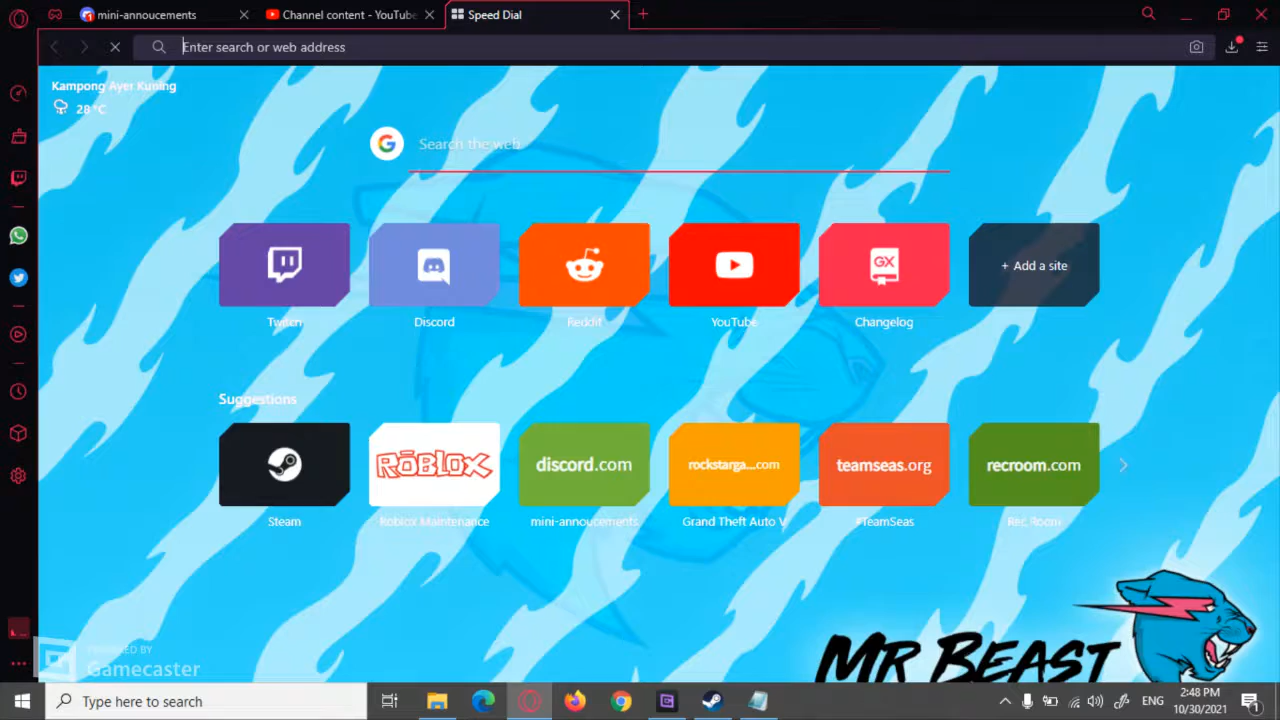 mini-annoucements
Channel content - YouTube
Speed Dial
Enter search or web address
Kampong Ayer Kuning
28 °C
G
Search the web
GX
+ Add a site
Twitch
Discord
Reddit
YouTube
Changelog
Suggestions
ROBLOX
discord.com
rockstarga....com
teamseas.org
recroom.com
Steam
Roblox Maintenance
mini-annoucements
Grand Theft Auto V
#TeamSeas
Rec Room
MR BEAST
POWERED BY
Gamecaster
Type here to search
ENG
2:48 PM
10/30/2021
1